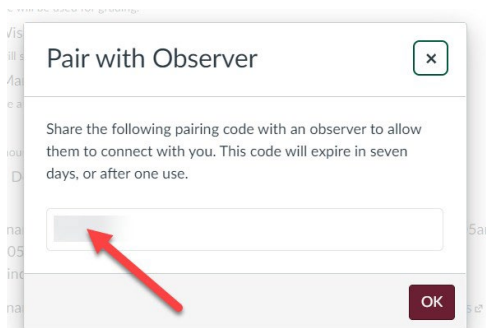 Pair with Observer
×
Share the following pairing code with an observer to allow
them to connect with you. This code will expire in seven
days, or after one use.
OK